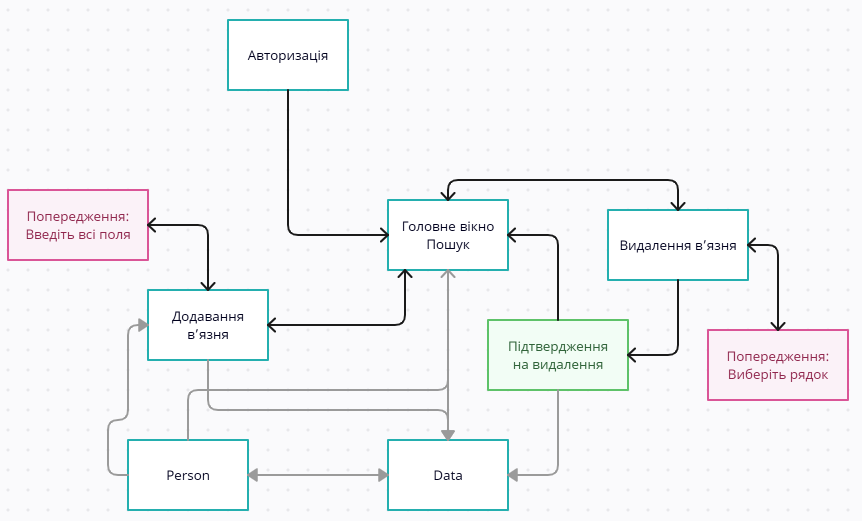 Авторизація
Попередження:
Введіть всі поля
Головне вікно
Пошук
Видалення в’язня
Додавання
в’язня
Підтвердження
на видалення
Попередження:
Виберіть рядок
Person
Data